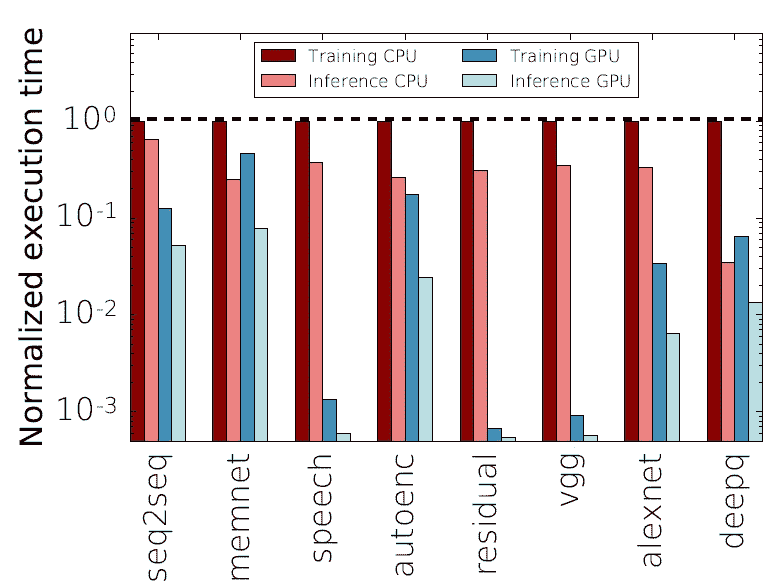 Training CPU
Training GPU
Inference CPU
Inference GPU
Normalized execution time
10⁰
10⁻¹
10⁻²
10⁻³
seq2seq
memnet
speech
autoenc
residual
vgg
alexnet
deepq